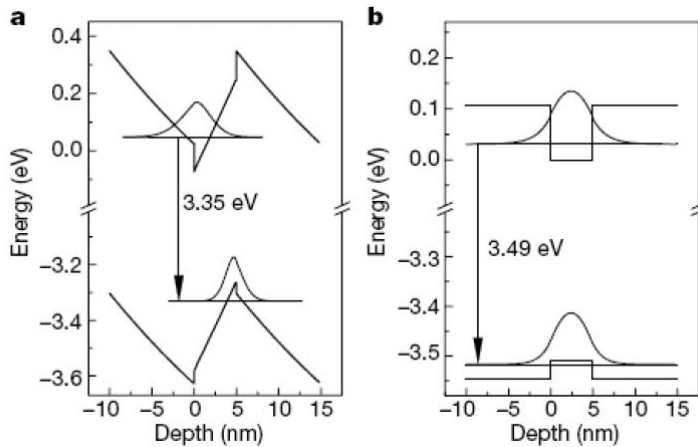 a
0.4
0.2
0.0
−3.2
−3.4
−3.6
Energy (eV)
3.35 eV
−10 −5 0 5 10 15
Depth (nm)
b
0.2
0.1
0.0
−3.3
−3.4
−3.5
Energy (eV)
3.49 eV
−10 −5 0 5 10 15
Depth (nm)